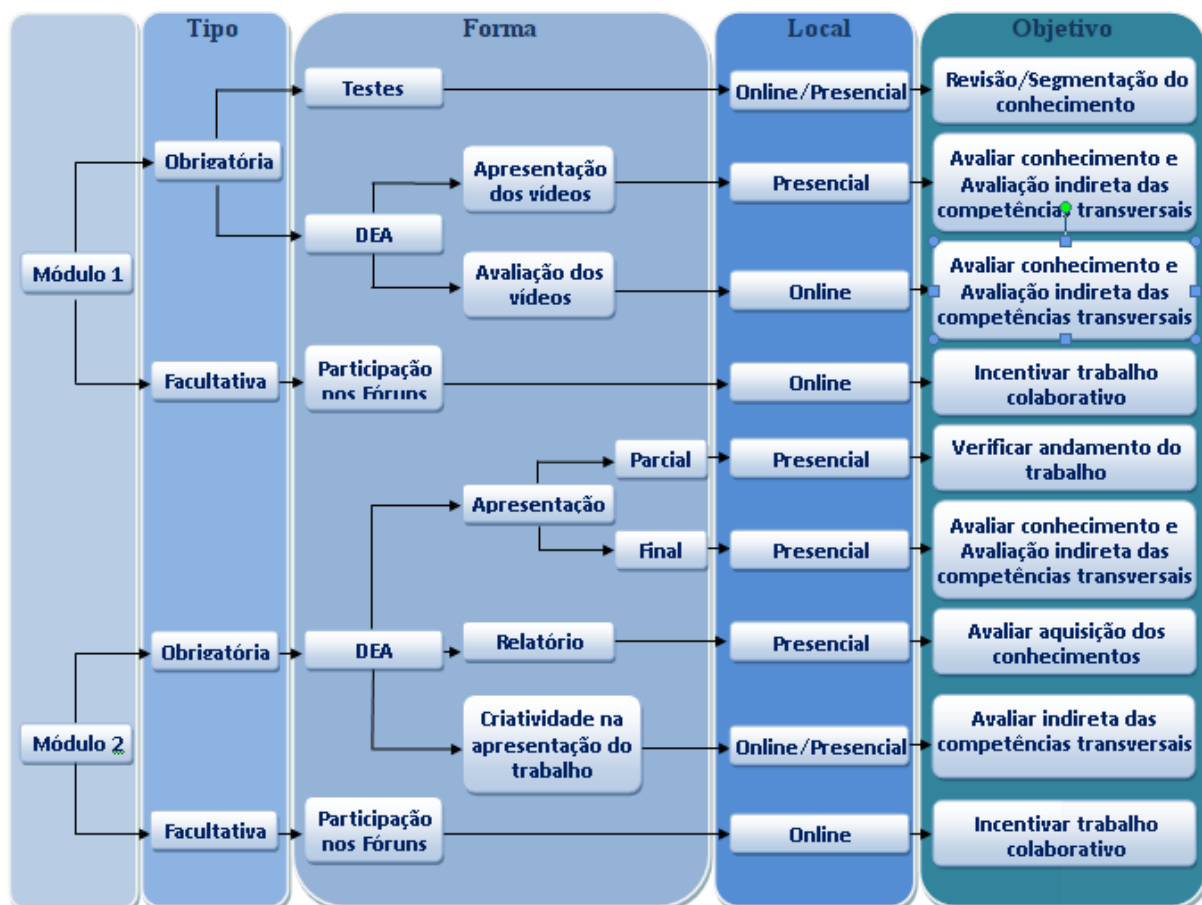 Tipo
Forma
Local
Objetivo
Testes
Online/Presencial
Revisão/Segmentação do
conhecimento
Obrigatória
Apresentação
dos vídeos
Presencial
Avaliar conhecimento e
Avaliação indireta das
competências transversais
DEA
Módulo 1
Avaliação dos
vídeos
Online
Avaliar conhecimento e
Avaliação indireta das
competências transversais
Facultativa
Participação
nos Fóruns
Online
Incentivar trabalho
colaborativo
Parcial
Presencial
Verificar andamento do
trabalho
Apresentação
Final
Presencial
Avaliar conhecimento e
Avaliação indireta das
competências transversais
Obrigatória
DEA
Relatório
Presencial
Avaliar aquisição dos
conhecimentos
Módulo 2
Criatividade na
apresentação do
trabalho
Online/Presencial
Avaliar indireta das
competências transversais
Facultativa
Participação
nos Fóruns
Online
Incentivar trabalho
colaborativo